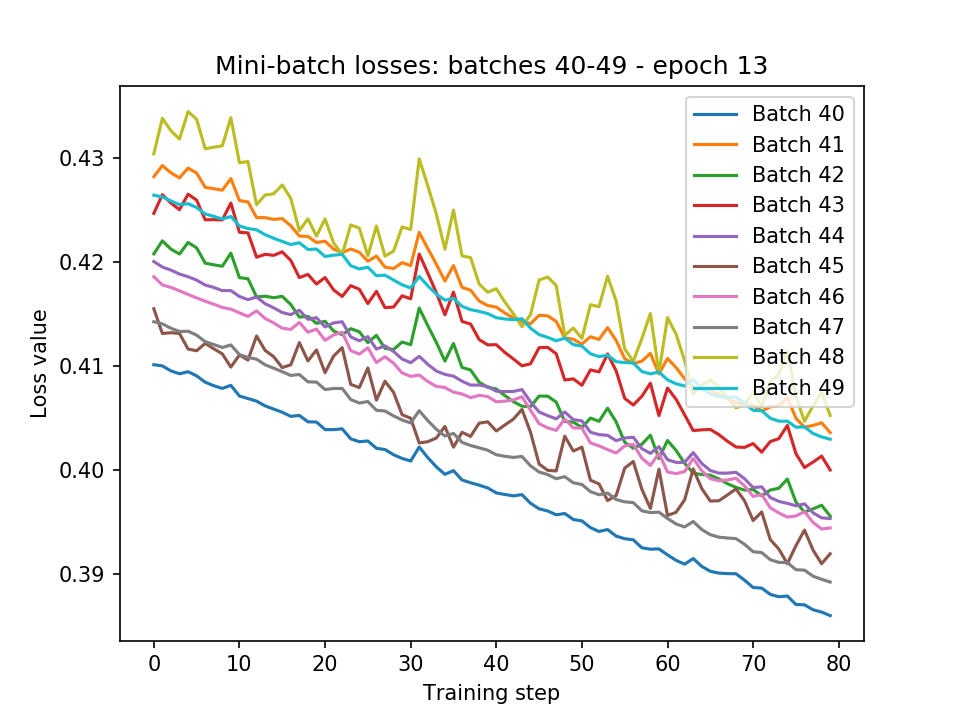 Mini-batch losses: batches 40-49 - epoch 13
Loss value
0.43
0.42
0.41
0.40
0.39
Batch 40
Batch 41
Batch 42
Batch 43
Batch 44
Batch 45
Batch 46
Batch 47
Batch 48
Batch 49
0 10 20 30 40 50 60 70 80
Training step